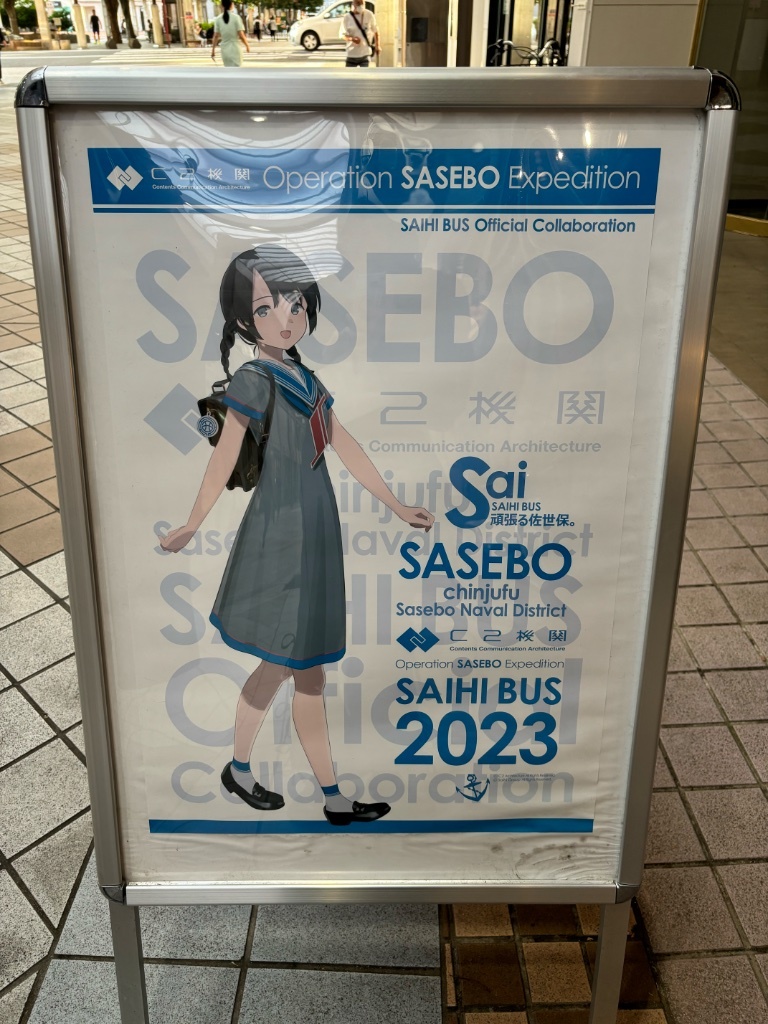 C2機関 Operation SASEBO Expedition
Contents Communication Architecture
SAIHI BUS Official Collaboration
SASEBO
C2機関
Communication Architecture
chinjufu
Sasebo Naval District
SAIHI BUS
Official
Collaboration
Sai
SAIHI BUS
頑張る佐世保。
SASEBO
chinjufu
Sasebo Naval District
C2機関
Contents Communication Architecture
Operation SASEBO Expedition
SAIHI BUS
2023